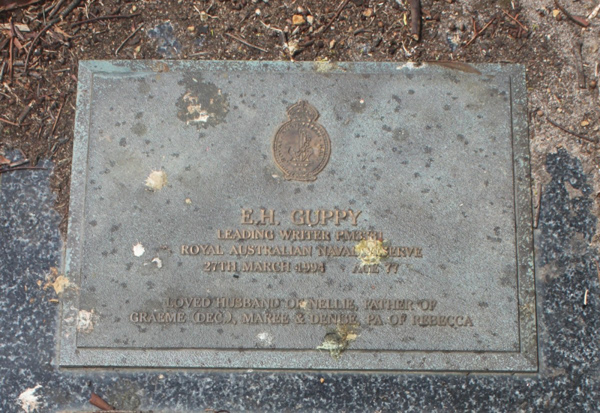 E.H. GUPPY
LEADING WRITER
ROYAL AUSTRALIAN NAVAL RESERVE
27TH MARCH 1994 AGE 77
LOVED HUSBAND OF NELLIE, FATHER OF
GRAEME (DEC.), MAREE & DENISE, PA OF REBECCA